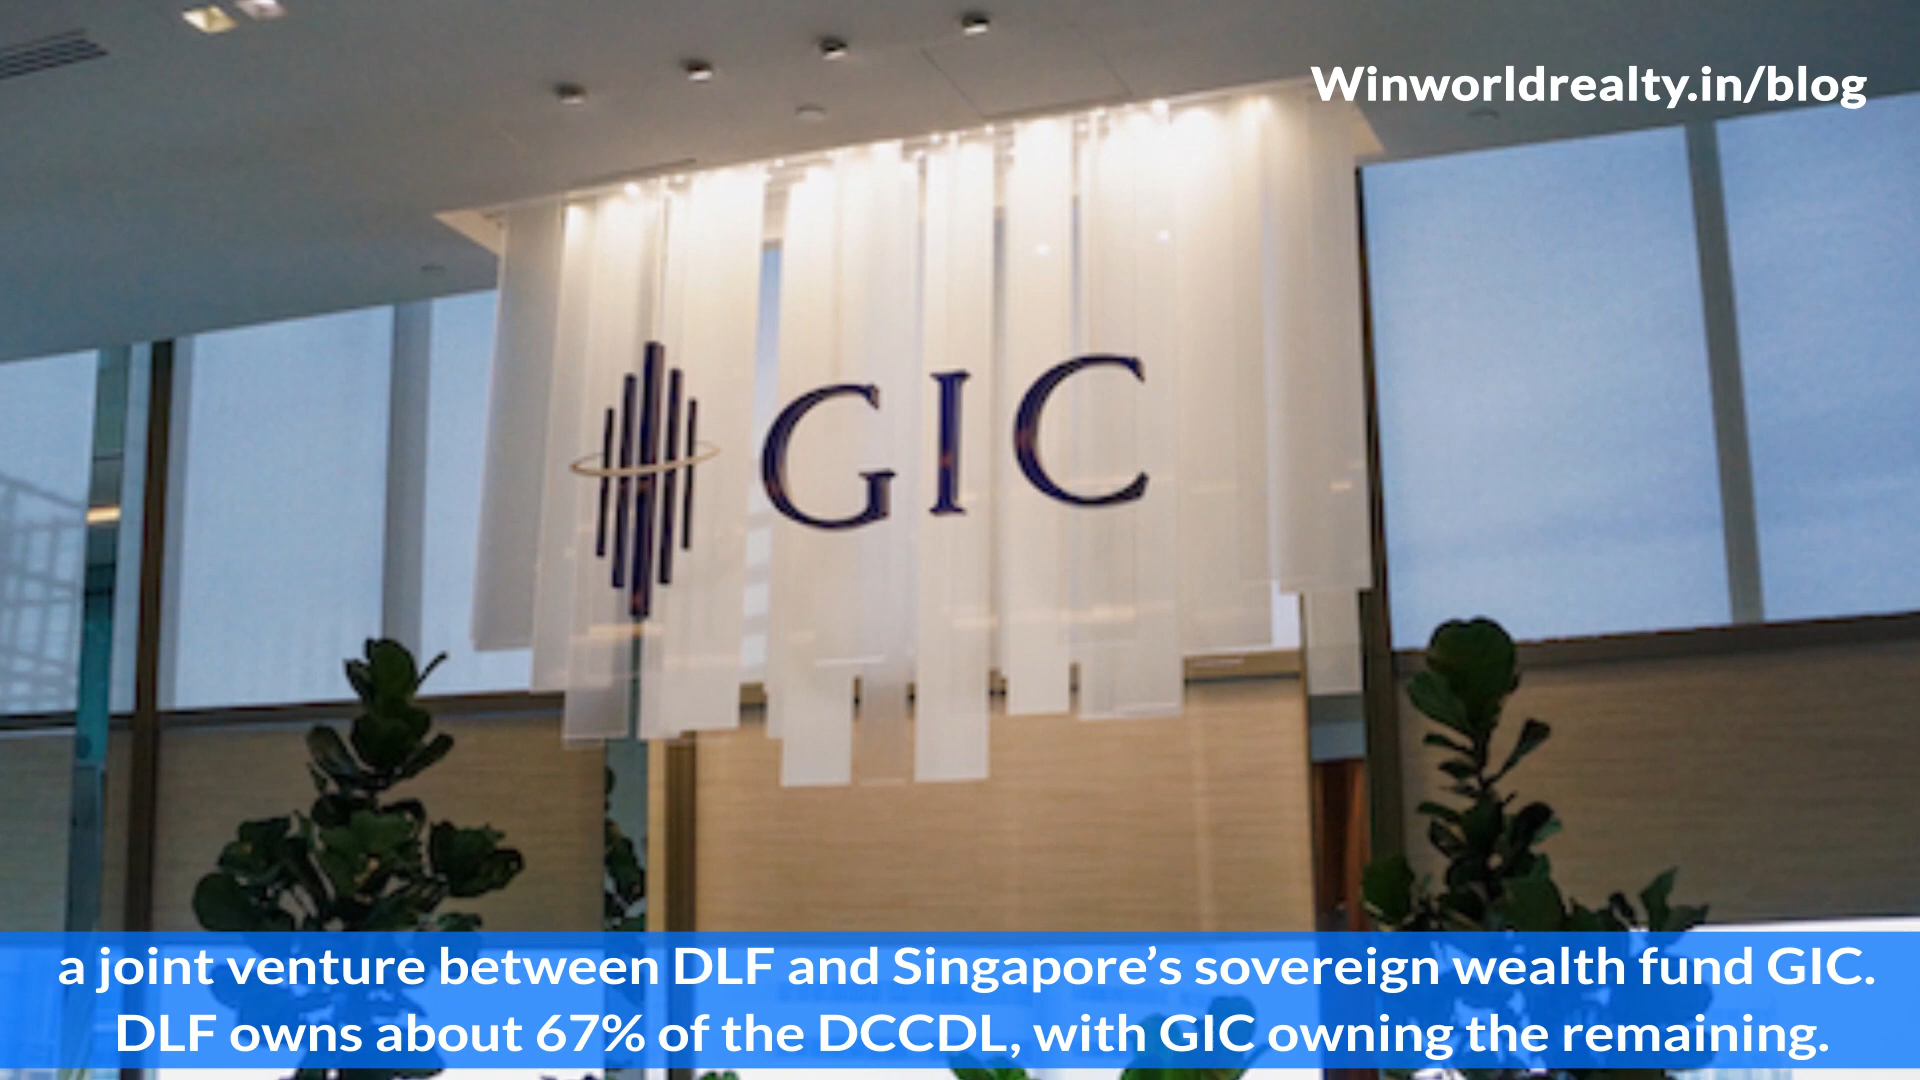 Winworldrealty.in/blog
GIC
a joint venture between DLF and Singapore’s sovereign wealth fund GIC.
DLF owns about 67% of the DCCDL, with GIC owning the remaining.